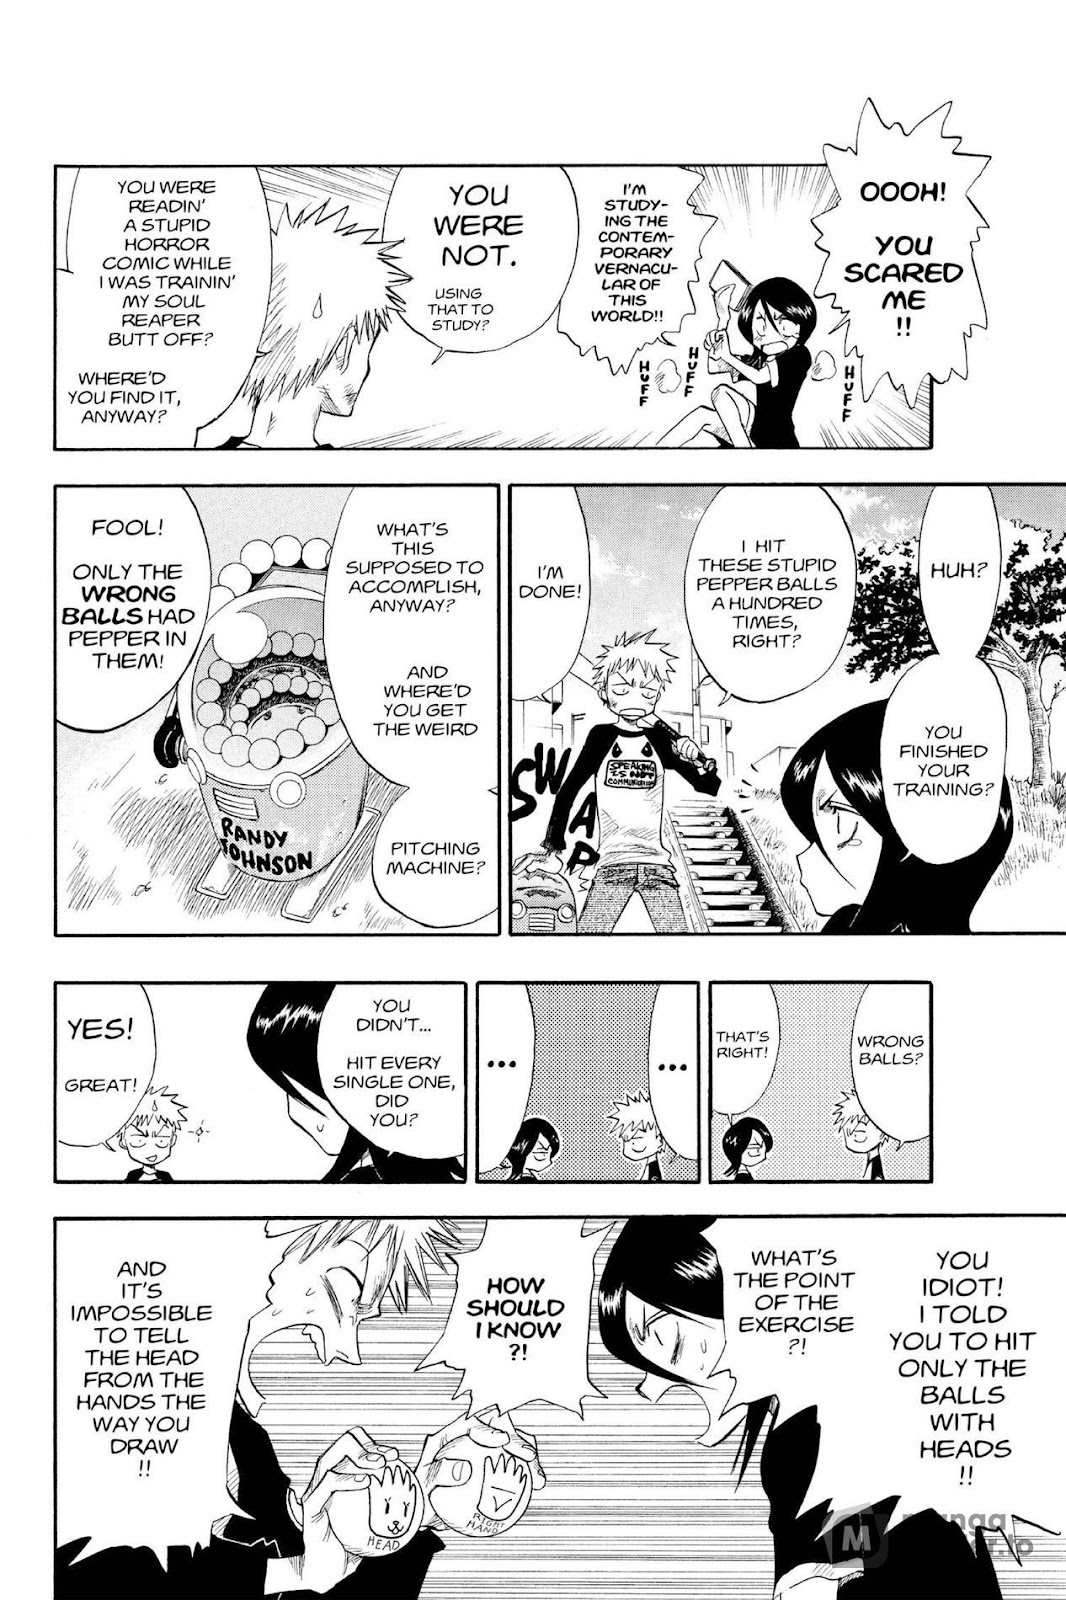 OOOH!
YOU
SCARED
ME
!!
I'M
STUDY-
ING THE
CONTEM-
PORARY
VERNACU-
LAR OF
THIS
WORLD!!
HUFF
HUFF
HUFF
YOU
WERE
NOT.
USING
THAT TO
STUDY?
YOU WERE
READIN'
A STUPID
HORROR
COMIC WHILE
I WAS TRAININ'
MY SOUL
REAPER
BUTT OFF?
WHERE'D
YOU FIND IT,
ANYWAY?
HUH?
YOU
FINISHED
YOUR
TRAINING?
I HIT
THESE STUPID
PEPPER BALLS
A HUNDRED
TIMES,
RIGHT?
I'M
DONE!
SPEAKING
IS NOT
COMMUNICATION
SWAP
WHAT'S
THIS
SUPPOSED TO
ACCOMPLISH,
ANYWAY?
AND
WHERE'D
YOU GET
THE WEIRD
PITCHING
MACHINE?
FOOL!
ONLY THE
WRONG
BALLS HAD
PEPPER IN
THEM!
RANDY
JOHNSON
WRONG
BALLS?
THAT'S
RIGHT!
...
...
YOU
DIDN'T...
HIT EVERY
SINGLE ONE,
DID
YOU?
YES!
GREAT!
YOU
IDIOT!
I TOLD
YOU TO HIT
ONLY THE
BALLS
WITH
HEADS
!!
WHAT'S
THE POINT
OF THE
EXERCISE
?!
HOW
SHOULD
I KNOW
?!
AND
IT'S
IMPOSSIBLE
TO TELL
THE HEAD
FROM THE
HANDS THE
WAY YOU
DRAW
!!
HEAD
RIGHT
HAND
M